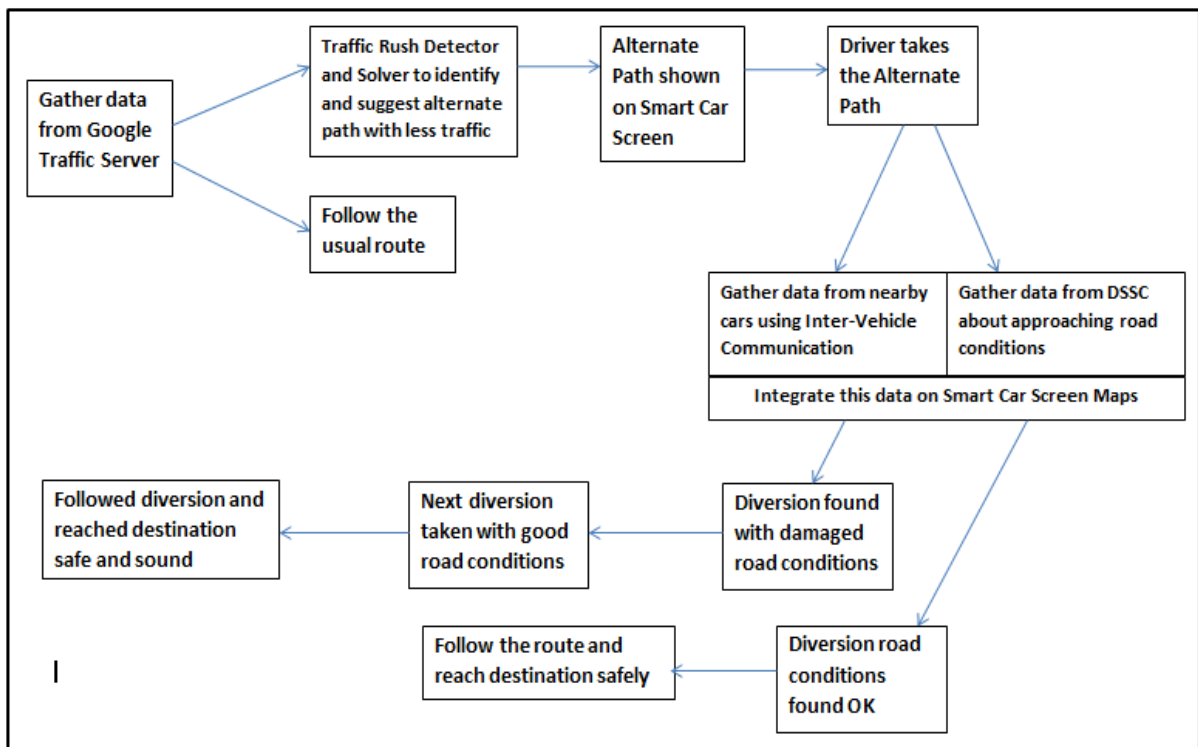 Gather data
from Google
Traffic Server
Traffic Rush Detector
and Solver to identify
and suggest alternate
path with less traffic
Alternate
Path shown
on Smart Car
Screen
Driver takes
the Alternate
Path
Follow the
usual route
Gather data from nearby
cars using Inter-Vehicle
Communication
Gather data from DSSC
about approaching road
conditions
Integrate this data on Smart Car Screen Maps
Diversion found
with damaged
road conditions
Next diversion
taken with good
road conditions
Followed diversion and
reached destination
safe and sound
Diversion road
conditions
found OK
Follow the route and
reach destination safely